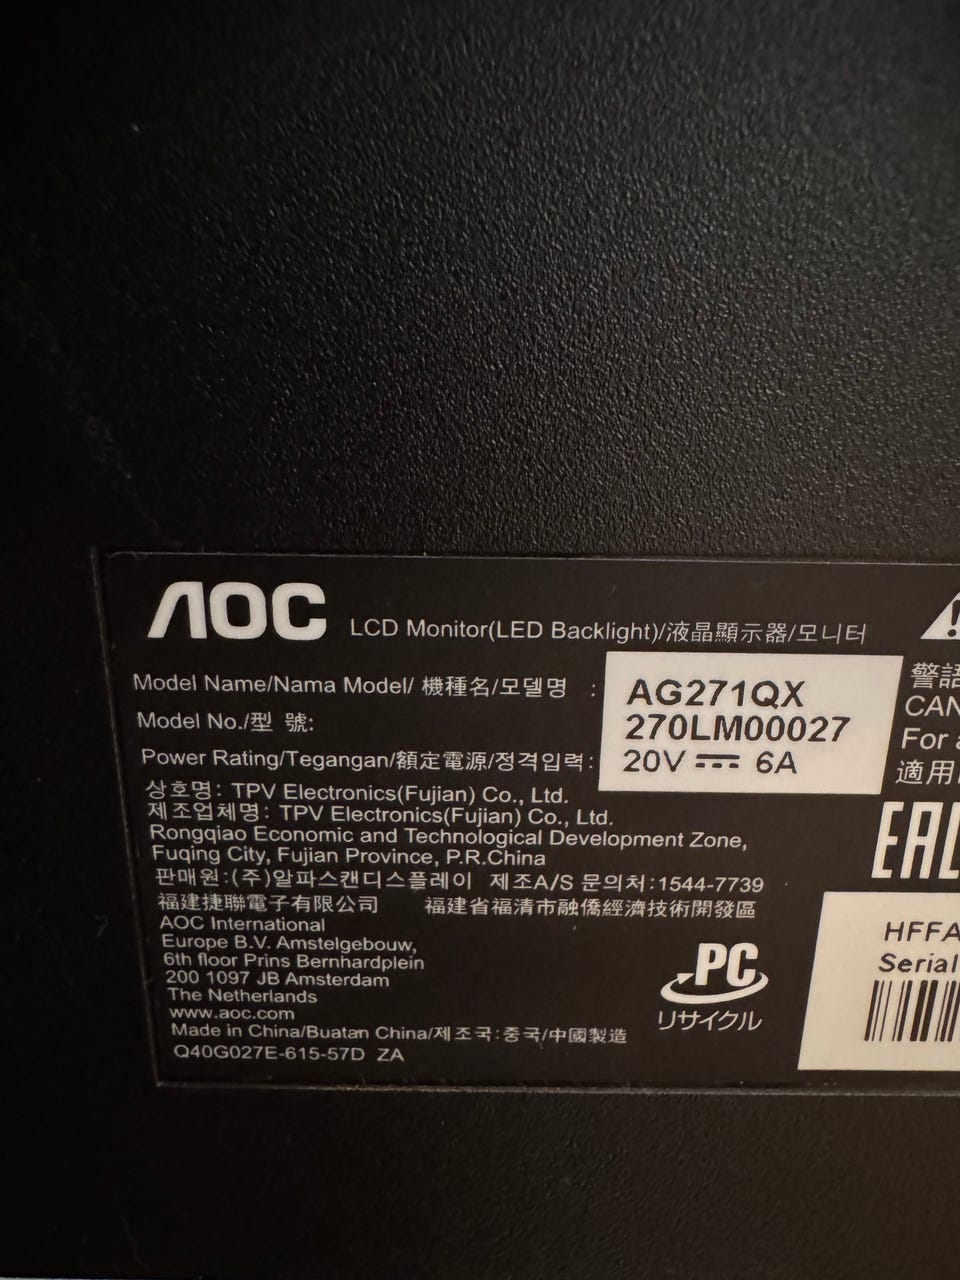 AOC LCD Monitor(LED Backlight)/液晶顯示器/모니터
Model Name/Nama Model/ 機種名/모델명 : AG271QX
Model No./型 號: 270LM00027
Power Rating/Tegangan/額定電源/정격입력: 20V ⎓ 6A
상호명: TPV Electronics(Fujian) Co., Ltd.
제조업체명: TPV Electronics(Fujian) Co., Ltd.
Rongqiao Economic and Technological Development Zone,
Fuqing City, Fujian Province, P.R.China
판매원:(주)알파스캔디스플레이 제조A/S 문의처:1544-7739
福建捷聯電子有限公司 福建省福清市融僑經濟技術開發區
AOC International
Europe B.V. Amstelgebouw,
6th floor Prins Bernhardplein
200 1097 JB Amsterdam
The Netherlands
www.aoc.com
Made in China/Buatan China/제조국:중국/中國製造
Q40G027E-615-57D ZA
PC
リサイクル
警語
CAN
For a
適用
EAC
HFFA
Serial